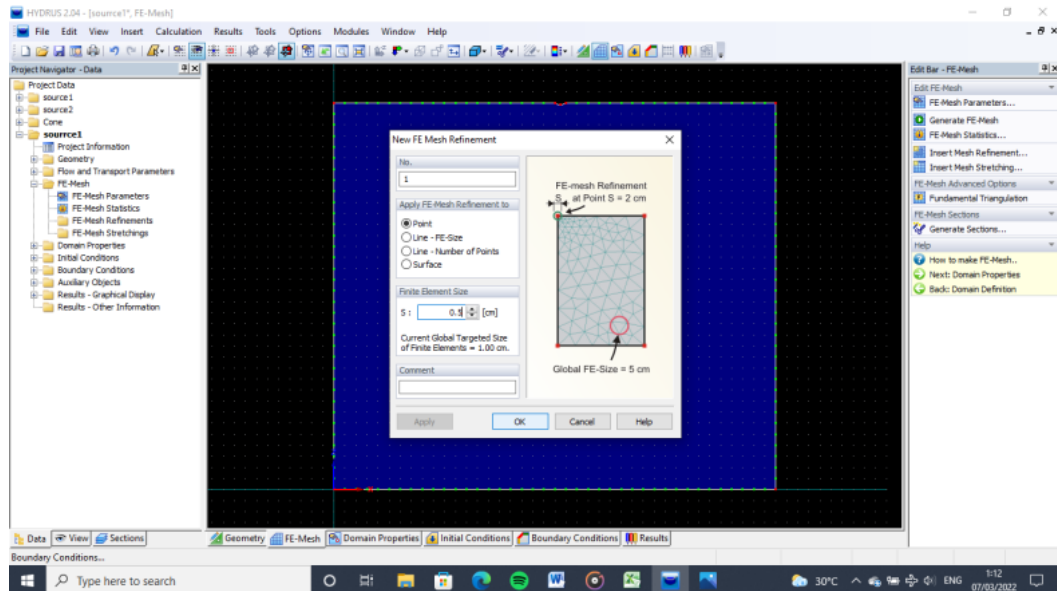 HYDRUS 2.04 - [sourrce1*, FE-Mesh]
File Edit View Insert Calculation Results Tools Options Modules Window Help
Project Navigator - Data
Project Data
source1
source2
Cone
sourrce1
Project Information
Geometry
Flow and Transport Parameters
FE-Mesh
FE-Mesh Parameters
FE-Mesh Statistics
FE-Mesh Refinements
FE-Mesh Stretchings
Domain Properties
Initial Conditions
Boundary Conditions
Auxiliary Objects
Results - Graphical Display
Results - Other Information
Data View Sections
New FE Mesh Refinement
No.
1
Apply FE-Mesh Refinement to
Point
Line - FE-Size
Line - Number of Points
Surface
Finite Element Size
S : 0.5 [cm]
Current Global Targeted Size
of Finite Elements = 1.00 cm.
Comment
FE-mesh Refinement
S at Point S = 2 cm
Global FE-Size = 5 cm
Apply OK Cancel Help
Geometry FE-Mesh Domain Properties Initial Conditions Boundary Conditions Results
Edit Bar - FE-Mesh
Edit FE-Mesh
FE-Mesh Parameters...
Generate FE-Mesh
FE-Mesh Statistics...
Insert Mesh Refinement...
Insert Mesh Stretching...
FE-Mesh Advanced Options
Fundamental Triangulation
FE-Mesh Sections
Generate Sections...
Help
How to make FE-Mesh..
Next: Domain Properties
Back: Domain Definition
Boundary Conditions...
Type here to search
30°C ENG
1:12
07/03/2022